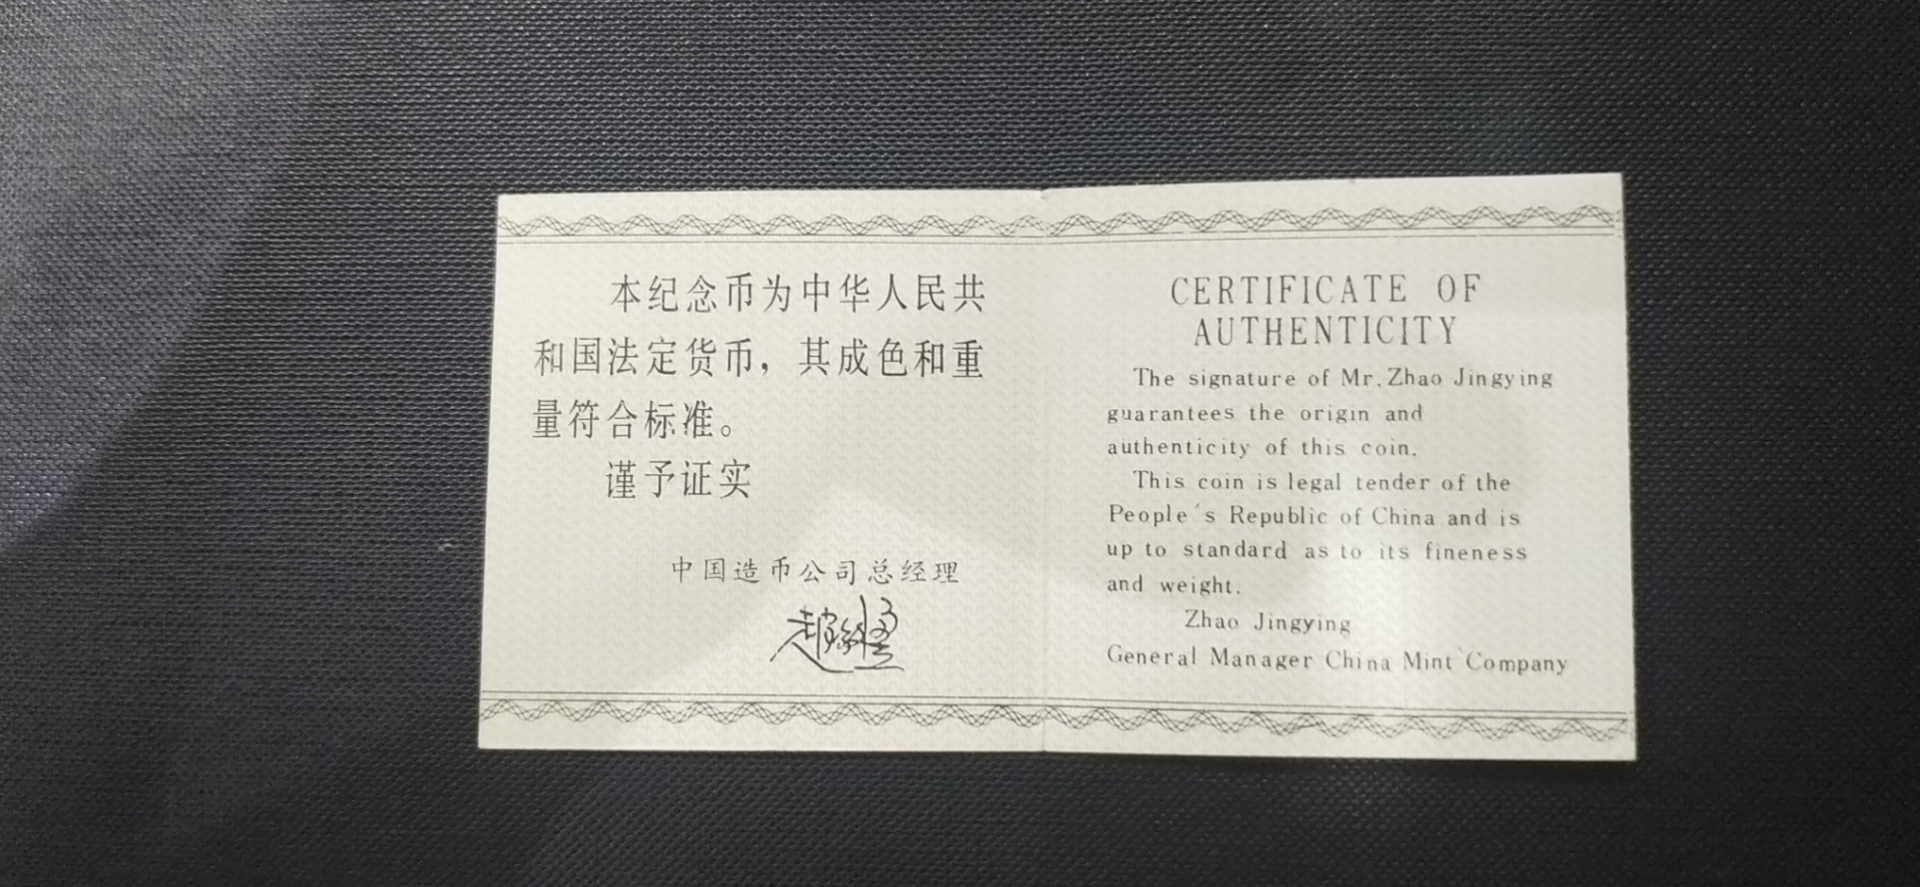 本纪念币为中华人民共
和国法定货币，其成色和重
量符合标准。
谨予证实
中国造币公司总经理
CERTIFICATE OF
AUTHENTICITY
The signature of Mr. Zhao Jingying
guarantees the origin and
authenticity of this coin.
This coin is legal tender of the
People's Republic of China and is
up to standard as to its fineness
and weight.
Zhao Jingying
General Manager China Mint Company